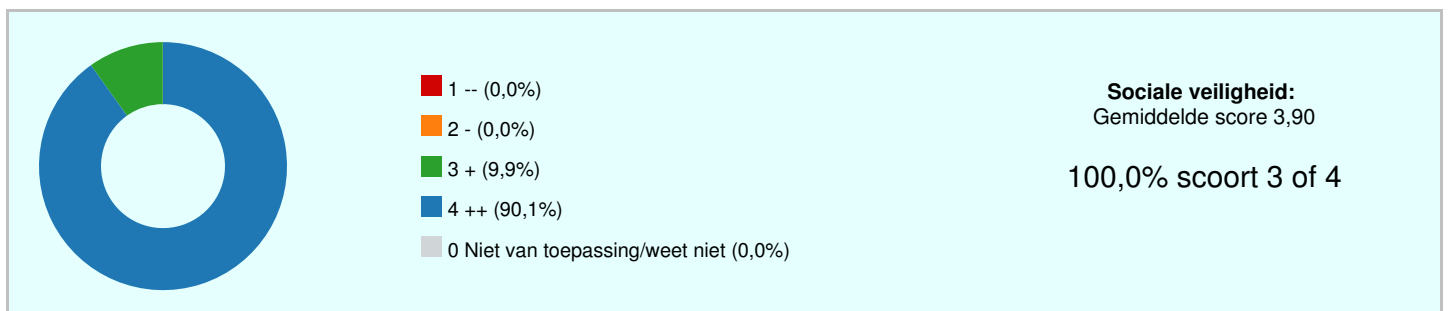 1 -- (0,0%)
2 - (0,0%)
3 + (9,9%)
4 ++ (90,1%)
0 Niet van toepassing/weet niet (0,0%)
Sociale veiligheid:
Gemiddelde score 3,90
100,0% scoort 3 of 4